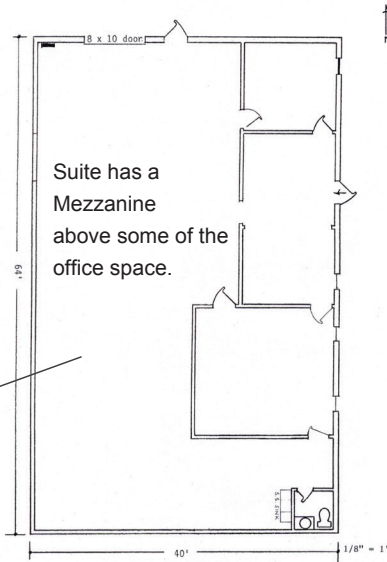 8 x 10 door
Suite has a
Mezzanine
above some of the
office space.
64'
S.S. SINK
40'
1/8" = 1'